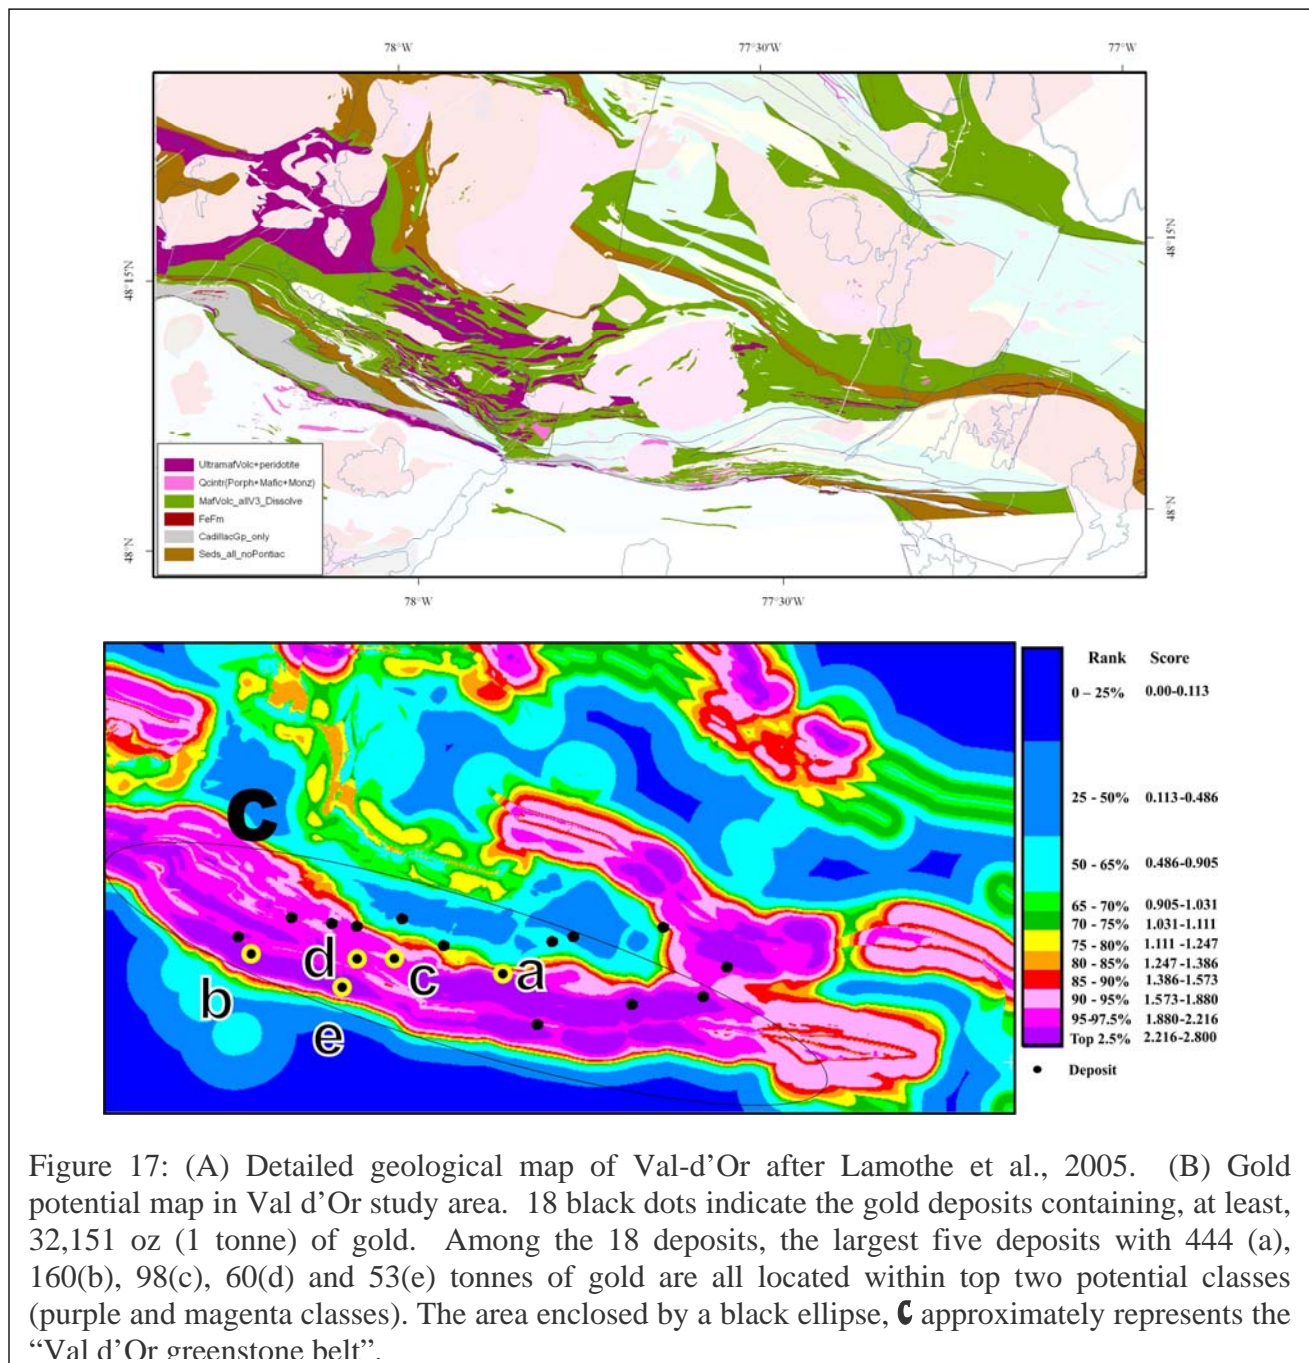 78°W 77°30'W 77°W
48°15'N
48°15'N
UltramafVolc+peridotite
Qcintr(Porph+Mafic+Monz)
MafVolc_allV3_Dissolve
FeFm
CadillacGp_only
Seds_all_noPontiac
48°N
48°N
78°W 77°30'W
Rank Score
0 – 25% 0.00-0.113
25 - 50% 0.113-0.486
50 - 65% 0.486-0.905
65 - 70% 0.905-1.031
70 - 75% 1.031-1.111
75 - 80% 1.111 -1.247
80 - 85% 1.247-1.386
85 - 90% 1.386-1.573
90 - 95% 1.573-1.880
95-97.5% 1.880-2.216
Top 2.5% 2.216-2.800
Deposit
C
d
c
a
b
e
Figure 17: (A) Detailed geological map of Val-d’Or after Lamothe et al., 2005. (B) Gold
potential map in Val d’Or study area. 18 black dots indicate the gold deposits containing, at least,
32,151 oz (1 tonne) of gold. Among the 18 deposits, the largest five deposits with 444 (a),
160(b), 98(c), 60(d) and 53(e) tonnes of gold are all located within top two potential classes
(purple and magenta classes). The area enclosed by a black ellipse, C approximately represents the
“Val d’Or greenstone belt”.